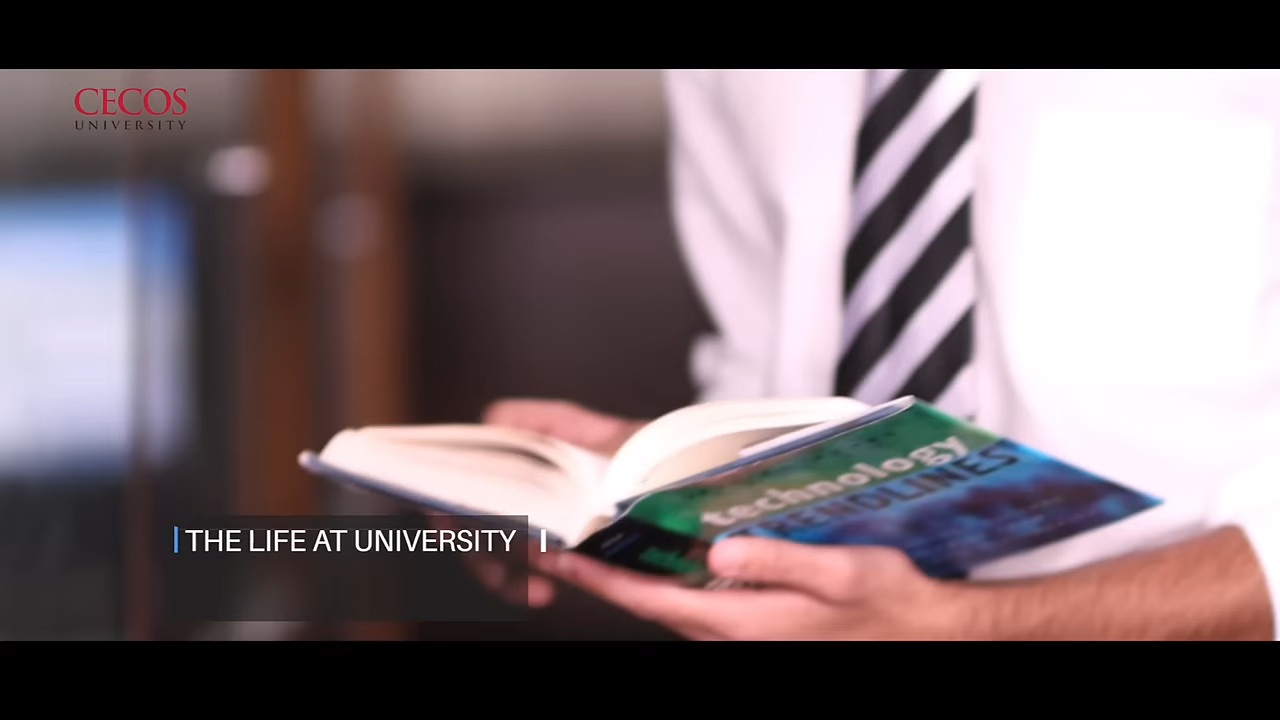 CECOS
UNIVERSITY
technology
TRENDLINES
THE LIFE AT UNIVERSITY